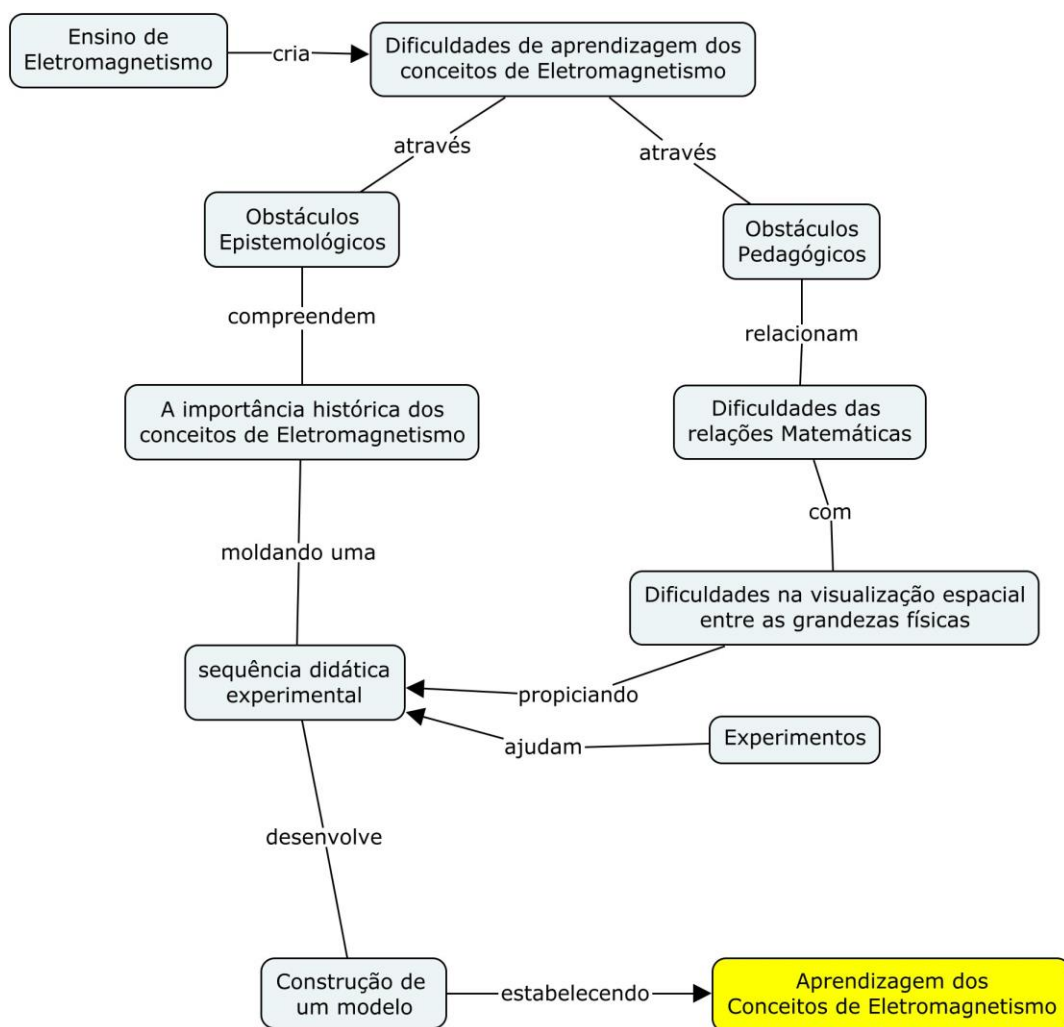 Ensino de
Eletromagnetismo
cria
Dificuldades de aprendizagem dos
conceitos de Eletromagnetismo
através
através
Obstáculos
Epistemológicos
Obstáculos
Pedagógicos
compreendem
relacionam
A importância histórica dos
conceitos de Eletromagnetismo
Dificuldades das
relações Matemáticas
com
moldando uma
Dificuldades na visualização espacial
entre as grandezas físicas
sequência didática
experimental
propiciando
ajudam
Experimentos
desenvolve
Construção de
um modelo
estabelecendo
Aprendizagem dos
Conceitos de Eletromagnetismo